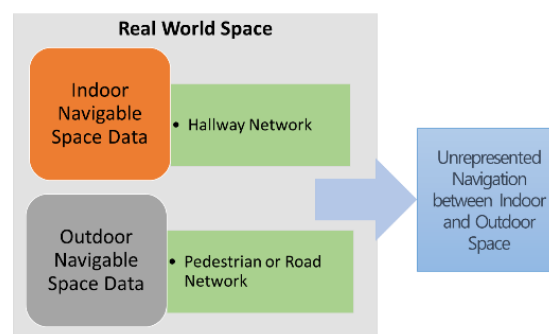 Real World Space
Indoor
Navigable
Space Data
• Hallway Network
Outdoor
Navigable
Space Data
• Pedestrian or Road
Network
Unrepresented
Navigation
between Indoor
and Outdoor
Space